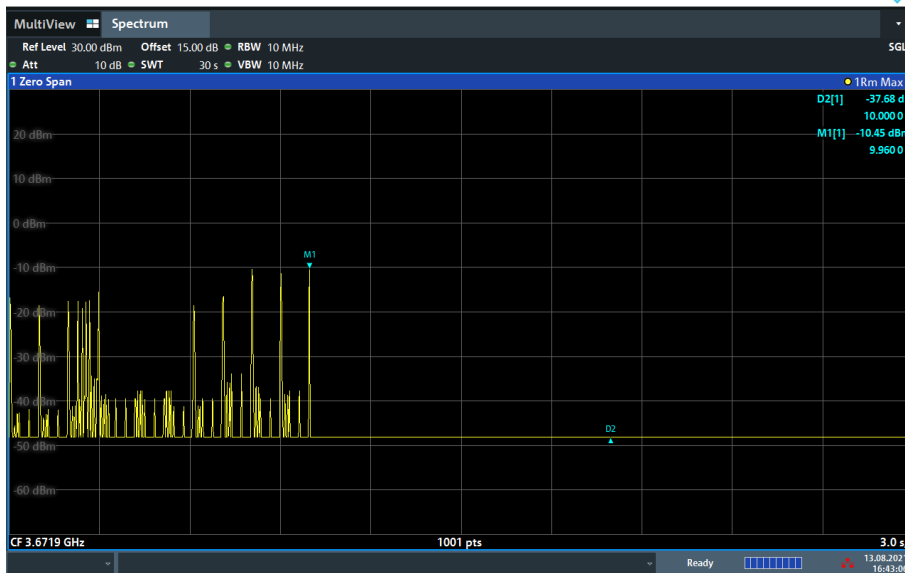 MultiView Spectrum
Ref Level 30.00 dBm Offset 15.00 dB RBW 10 MHz SGL
Att 10 dB SWT 30 s VBW 10 MHz
1 Zero Span 1Rm Max
D2[1] -37.68 d
10.000 0
M1[1] -10.45 dBm
9.960 0
20 dBm
10 dBm
0 dBm
M1
-10 dBm
-20 dBm
-30 dBm
-40 dBm
D2
-50 dBm
-60 dBm
CF 3.6719 GHz 1001 pts 3.0 s
Ready 13.08.202
16:43:06